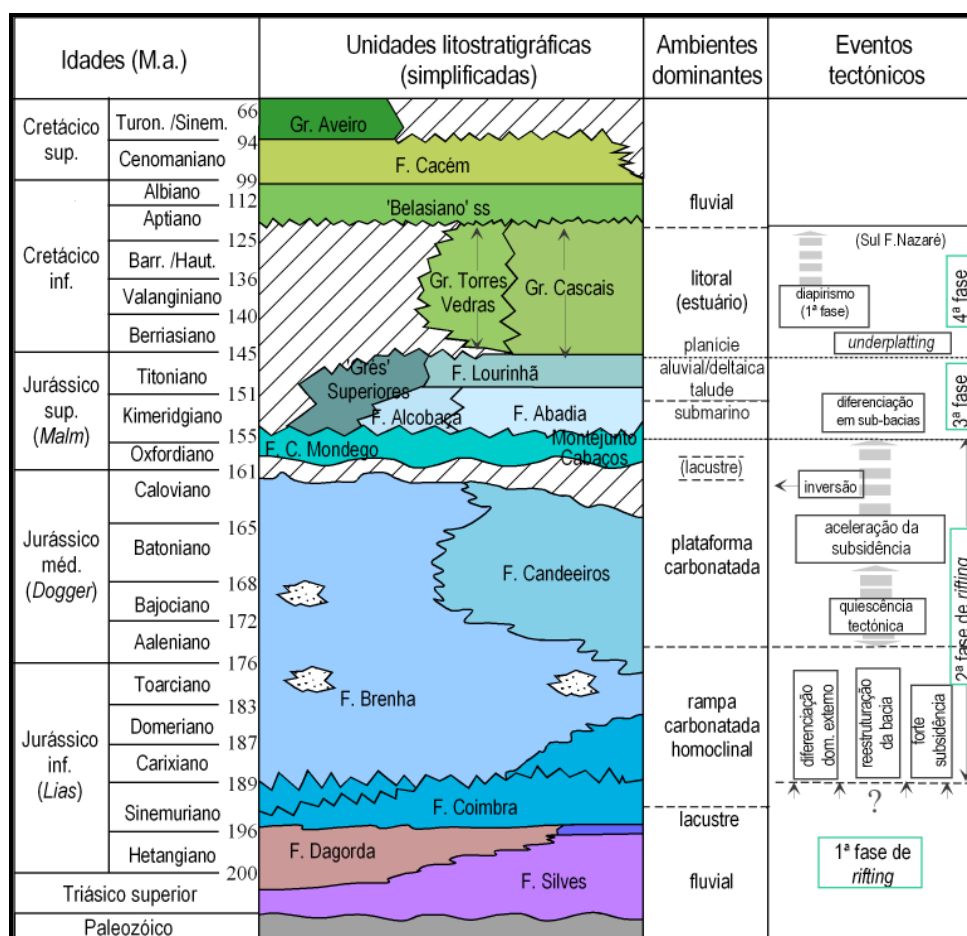 Idades (M.a.)
Unidades litostratigráficas
(simplificadas)
Ambientes
dominantes
Eventos
tectónicos
Cretácico
sup.
Turon. /Sinem.
66
94
Cenomaniano
99
Cretácico
inf.
Albiano
112
Aptiano
125
Barr. /Haut.
136
Valanginiano
140
Berriasiano
145
Jurássico
sup.
(Malm)
Titoniano
151
Kimeridgiano
155
Oxfordiano
161
Jurássico
méd.
(Dogger)
Caloviano
165
Batoniano
168
Bajociano
172
Aaleniano
176
Jurássico
inf.
(Lias)
Toarciano
183
Domeriano
187
Carixiano
189
Sinemuriano
196
Hetangiano
200
Triásico superior
Paleozóico
Gr. Aveiro
F. Cacém
'Belasiano' ss
Gr. Torres
Vedras
Gr. Cascais
'Grés'
Superiores
F. Lourinhã
F. Alcobaça
F. Abadia
F. C. Mondego
Montejunto
Cabaços
F. Candeeiros
F. Brenha
F. Coimbra
F. Dagorda
F. Silves
fluvial
litoral
(estuário)
planicie
aluvial/deltaica
talude
submarino
(lacustre)
plataforma
carbonatada
rampa
carbonatada
homoclinal
lacustre
fluvial
(Sul F.Nazaré)
diapirismo
(1ª fase)
underplatting
4ª fase
diferenciação
em sub-bacias
3ª fase
inversão
aceleração da
subsidência
quiescência
tectónica
2ª fase de rifting
diferenciação
dom. externo
reestruturação
da bacia
forte
subsidência
?
1ª fase de
rifting